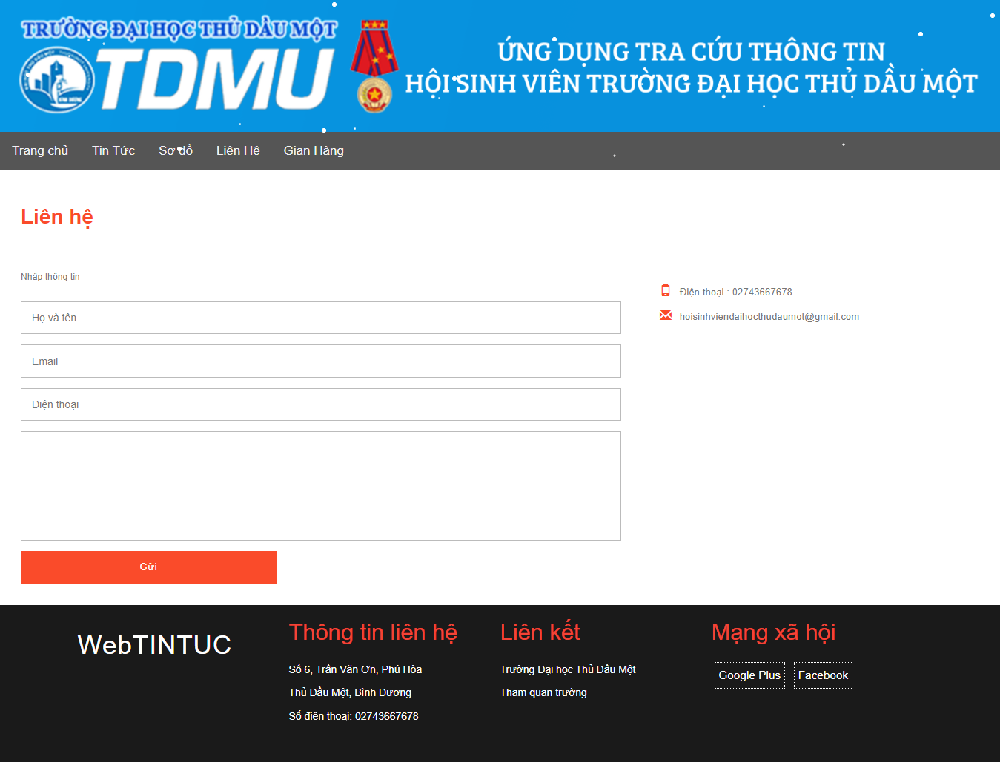 TRƯỜNG ĐẠI HỌC THỦ DẦU MỘT
TDMU
ỨNG DỤNG TRA CỨU THÔNG TIN
HỘI SINH VIÊN TRƯỜNG ĐẠI HỌC THỦ DẦU MỘT
Trang chủ
Tin Tức
Sơ đồ
Liên Hệ
Gian Hàng
Liên hệ
Nhập thông tin
Họ và tên
Email
Điện thoại
Gửi
Điện thoại : 02743667678
hoisinhviendaihocthudaumot@gmail.com
WebTINTUC
Thông tin liên hệ
Số 6, Trần Văn Ơn, Phú Hòa
Thủ Dầu Một, Bình Dương
Số điện thoại: 02743667678
Liên kết
Trường Đại học Thủ Dầu Một
Tham quan trường
Mạng xã hội
Google Plus
Facebook